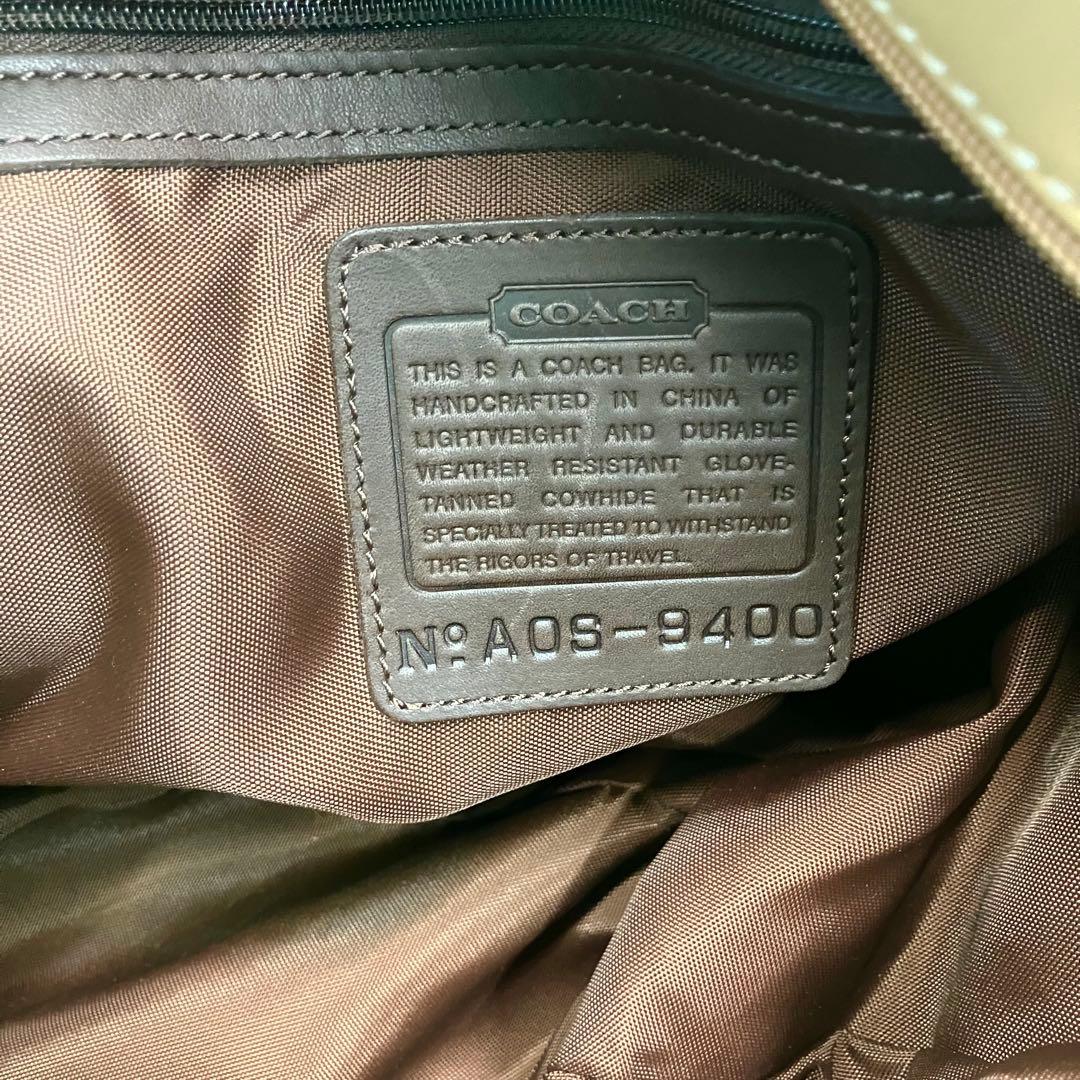 COACH
THIS IS A COACH BAG. IT WAS
HANDCRAFTED IN CHINA OF
LIGHTWEIGHT AND DURABLE
WEATHER RESISTANT GLOVE-
TANNED COWHIDE THAT IS
SPECIALLY TREATED TO WITHSTAND
THE RIGORS OF TRAVEL.
Nº. A0S-9400